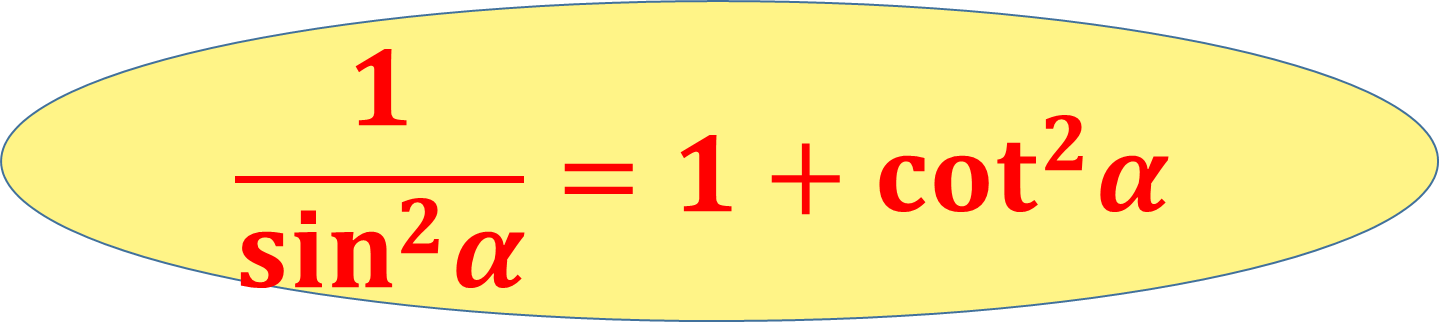 1/sin²α = 1 + cot²α